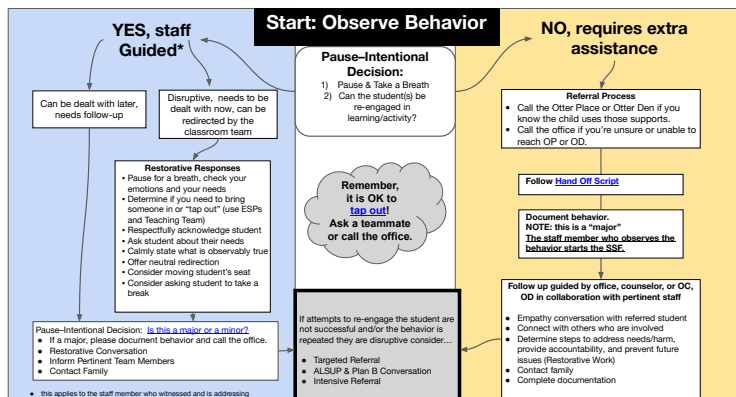 Start: Observe Behavior
YES, staff
Guided*
Pause–Intentional
Decision:
1) Pause & Take a Breath
2) Can the student(s) be
re-engaged in
learning/activity?
NO, requires extra
assistance
Can be dealt with later,
needs follow-up
Disruptive, needs to be
dealt with now, can be
redirected by the
classroom team
Restorative Responses
• Pause for a breath, check your
emotions and your needs
• Determine if you need to bring
someone in or “tap out” (use ESPs
and Teaching Team)
• Respectfully acknowledge student
• Ask student about their needs
• Calmly state what is observably true
• Offer neutral redirection
• Consider moving student's seat
• Consider asking student to take a
break
Pause–Intentional Decision: Is this a major or a minor?
● If a major, please document behavior and call the office.
● Restorative Conversation
● Inform Pertinent Team Members
● Contact Family
● this applies to the staff member who witnessed and is addressing
Remember,
it is OK to
tap out!
Ask a teammate
or call the office.
If attempts to re-engage the student are
not successful and/or the behavior is
repeated they are disruptive consider…
● Targeted Referral
● ALSUP & Plan B Conversation
● Intensive Referral
Referral Process
● Call the Otter Place or Otter Den if you
know the child uses those supports.
● Call the office if you're unsure or unable to
reach OP or OD.
Follow Hand Off Script
Document behavior.
NOTE: this is a “major”
The staff member who observes the
behavior starts the SSF.
Follow up guided by office, counselor, or OC,
OD in collaboration with pertinent staff
● Empathy conversation with referred student
● Connect with others who are involved
● Determine steps to address needs/harm,
provide accountability, and prevent future
issues (Restorative Work)
● Contact family
● Complete documentation